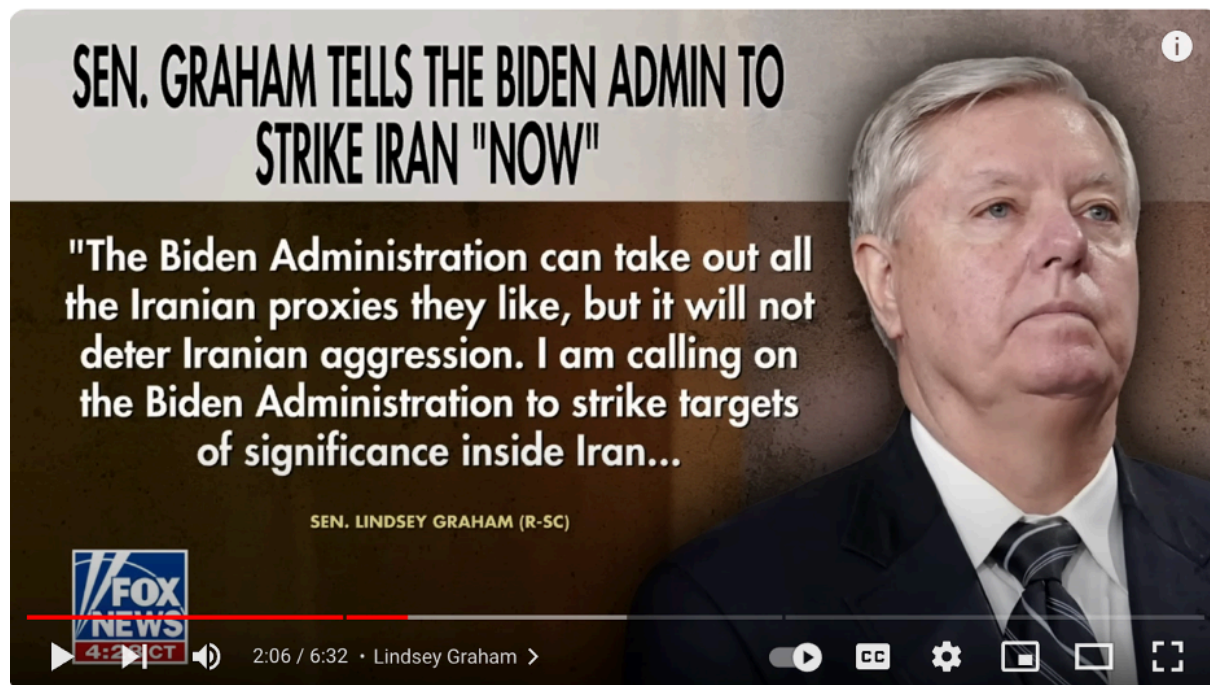 SEN. GRAHAM TELLS THE BIDEN ADMIN TO
STRIKE IRAN "NOW"
"The Biden Administration can take out all
the Iranian proxies they like, but it will not
deter Iranian aggression. I am calling on
the Biden Administration to strike targets
of significance inside Iran...
SEN. LINDSEY GRAHAM (R-SC)
FOX
NEWS
CT
2:06 / 6:32 • Lindsey Graham >
CC
i